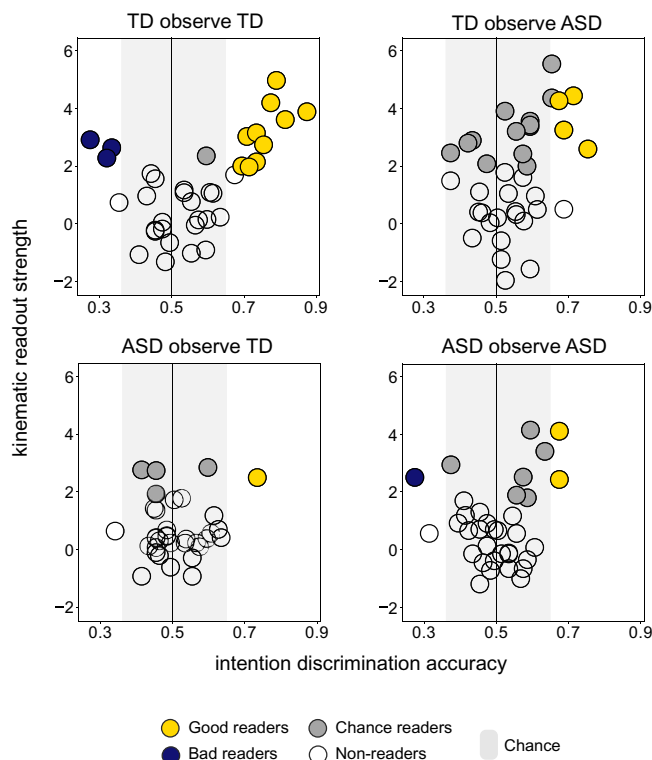 TD observe TD
TD observe ASD
6
4
2
0
−2
0.3 0.5 0.7 0.9
6
4
2
0
−2
0.3 0.5 0.7 0.9
kinematic readout strength
ASD observe TD
ASD observe ASD
6
4
2
0
−2
0.3 0.5 0.7 0.9
6
4
2
0
−2
0.3 0.5 0.7 0.9
intention discrimination accuracy
Good readers
Chance readers
Bad readers
Non-readers
Chance